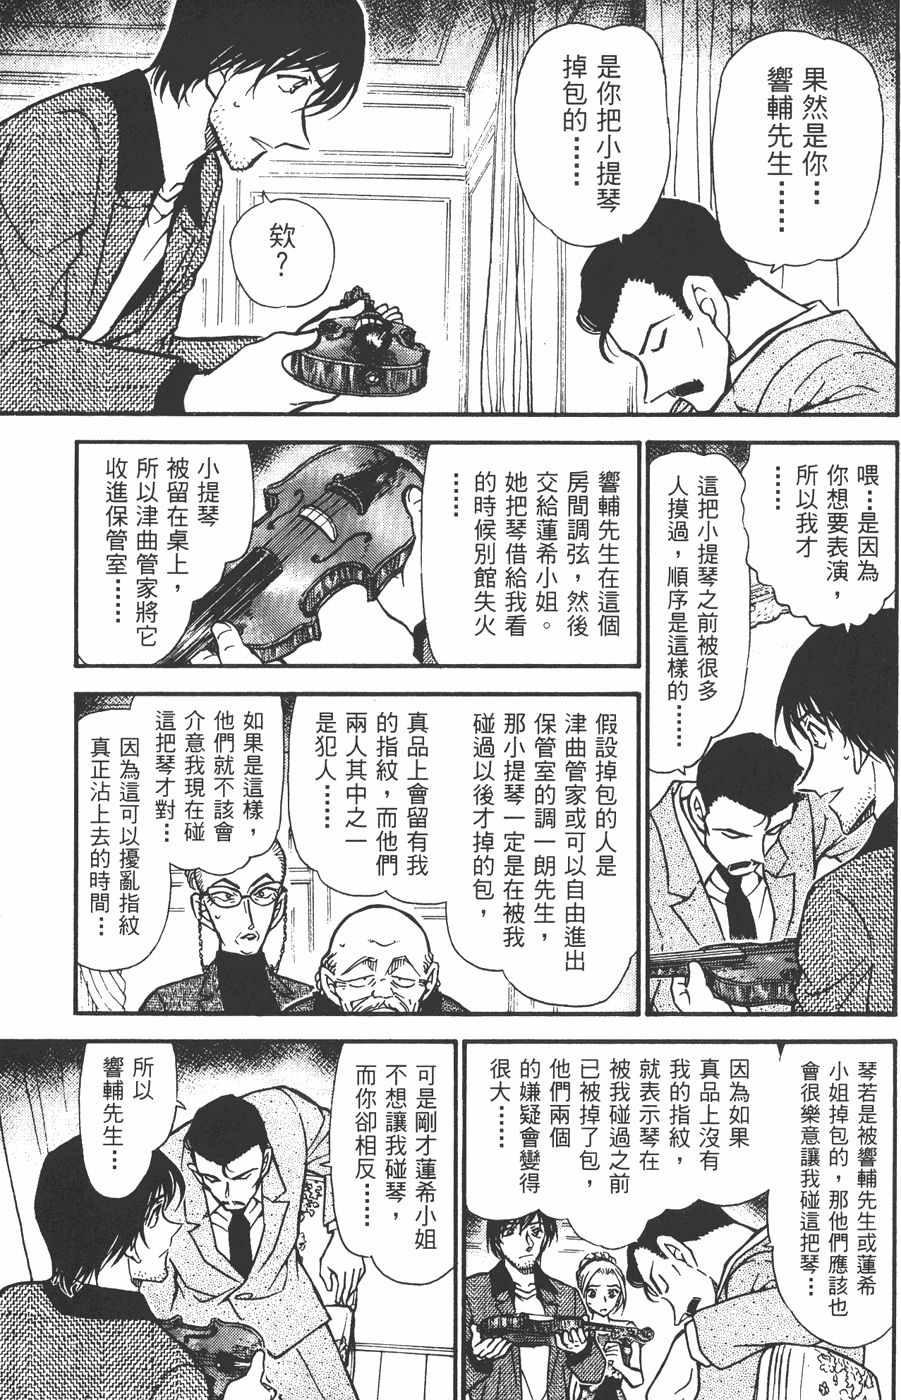 果然是你…
響輔先生……
是你把小提琴
掉包的……
欸？
喂…是因為
你想要表演，
所以我才
……
這把小提琴之前被很多
人摸過，順序是這樣的……
響輔先生在這個
房間調弦，然後
交給蓮希小姐。
她把琴借給我看
的時候別館失火
……
小提琴
被留在桌上，
所以津曲管家將它
收進保管室……
假設掉包的人是
津曲管家或可以自由進出
保管室的調一朗先生，
那小提琴一定是在被我
碰過以後才掉的包，
真品上會留有我
的指紋，而他們
兩人其中之一
是犯人……
如果是這樣，
他們就不該會
介意我現在碰
這把琴才對…
因為這可以擾亂指紋
真正沾上去的時間…
琴若是被響輔先生或蓮希
小姐掉包的，那他們應該也
會很樂意讓我碰這把琴…
因為如果
真品上沒有
我的指紋，
就表示琴在
被我碰過之前
已被掉了包，
他們兩個
的嫌疑會變得
很大……
可是剛才蓮希小姐
不想讓我碰琴，
而你卻相反……
所以
響輔先生…